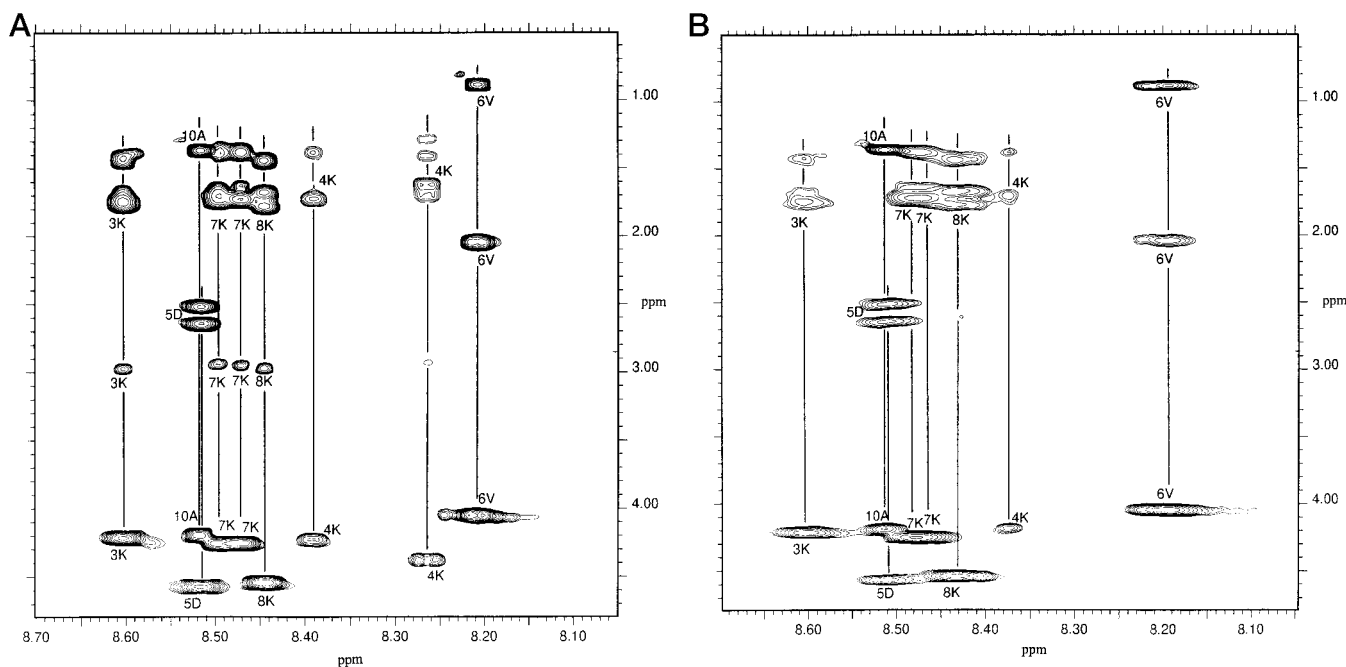 A
10A
6V
1.00
4K
4K
3K
7K 7K 8K
6V
2.00
5D
ppm
3K
7K 7K 8K
3.00
10A
7K 7K
6V
4K
4.00
3K
4K
5D
8K
8.70 8.60 8.50 8.40 8.30 8.20 8.10
ppm
B
10A
6V
1.00
4K
3K
7K 7K 8K
6V
2.00
5D
ppm
3.00
10A
7K 7K
6V
4K
4.00
3K
5D
8K
8.60 8.50 8.40 8.30 8.20 8.10
ppm